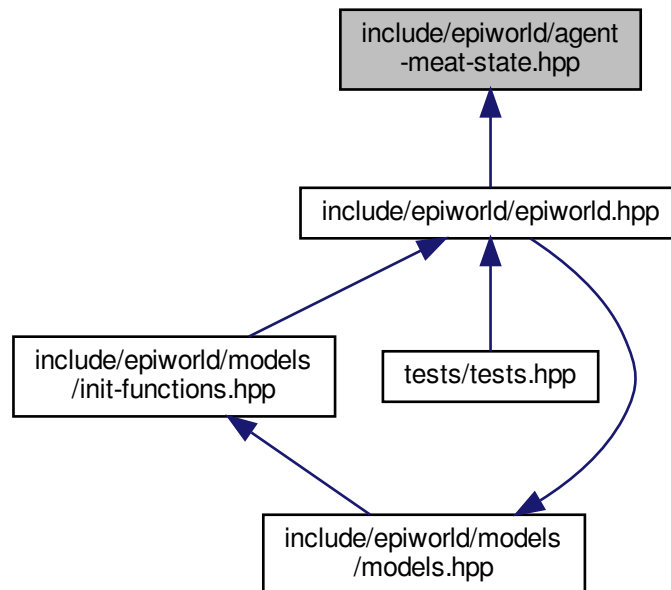 include/epiworld/agent
-meat-state.hpp
include/epiworld/epiworld.hpp
include/epiworld/models
/init-functions.hpp
tests/tests.hpp
include/epiworld/models
/models.hpp